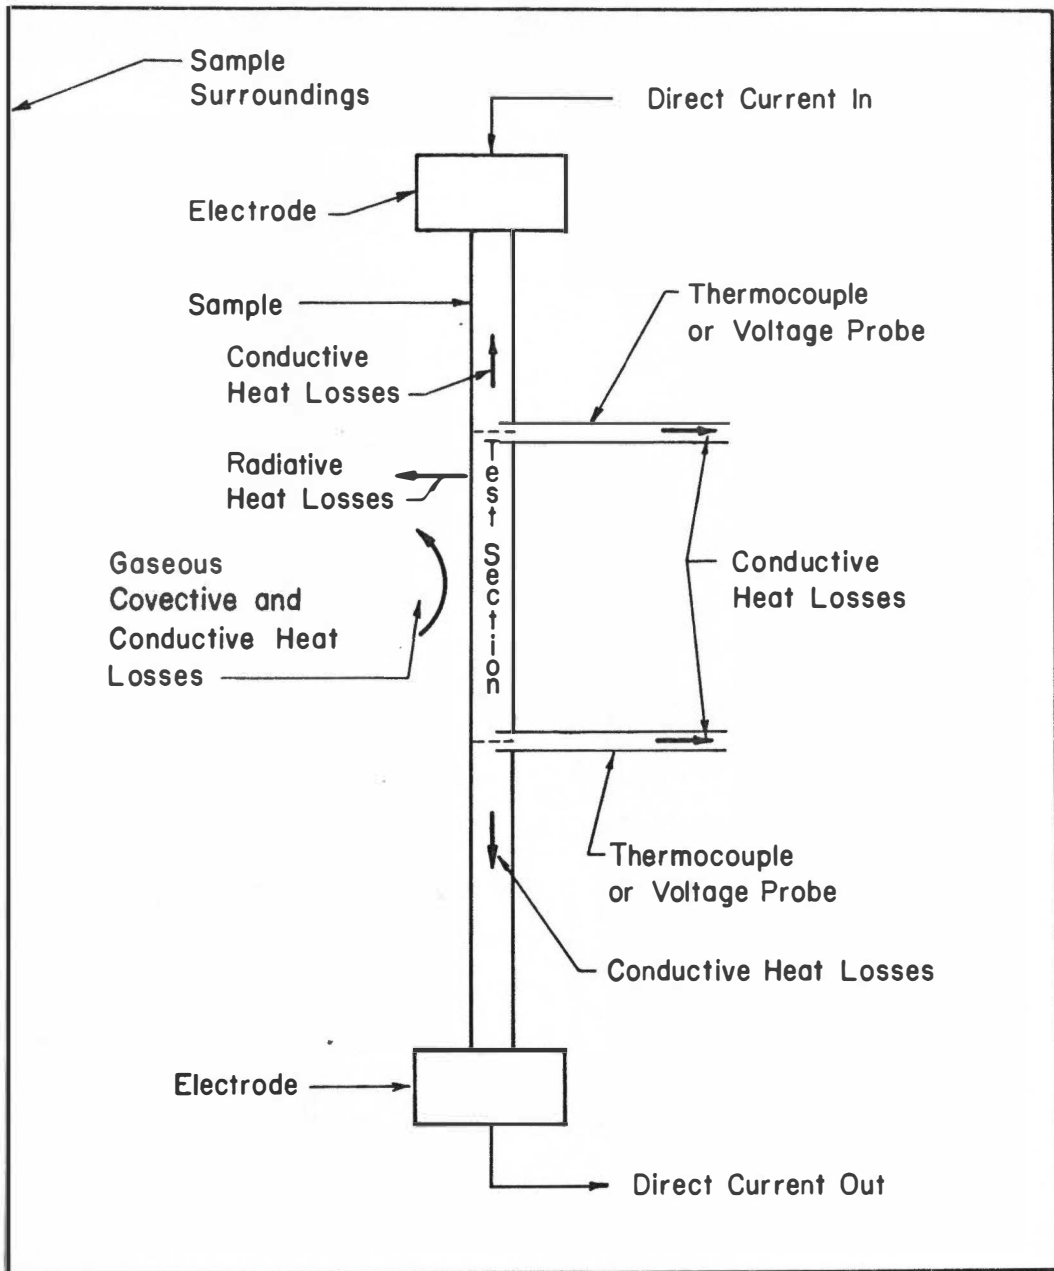 Sample
Surroundings
Direct Current In
Electrode
Sample
Thermocouple
or Voltage Probe
Conductive
Heat Losses
Radiative
Heat Losses
Test Section
Gaseous
Covective and
Conductive Heat
Losses
Conductive
Heat Losses
Thermocouple
or Voltage Probe
Conductive Heat Losses
Electrode
Direct Current Out